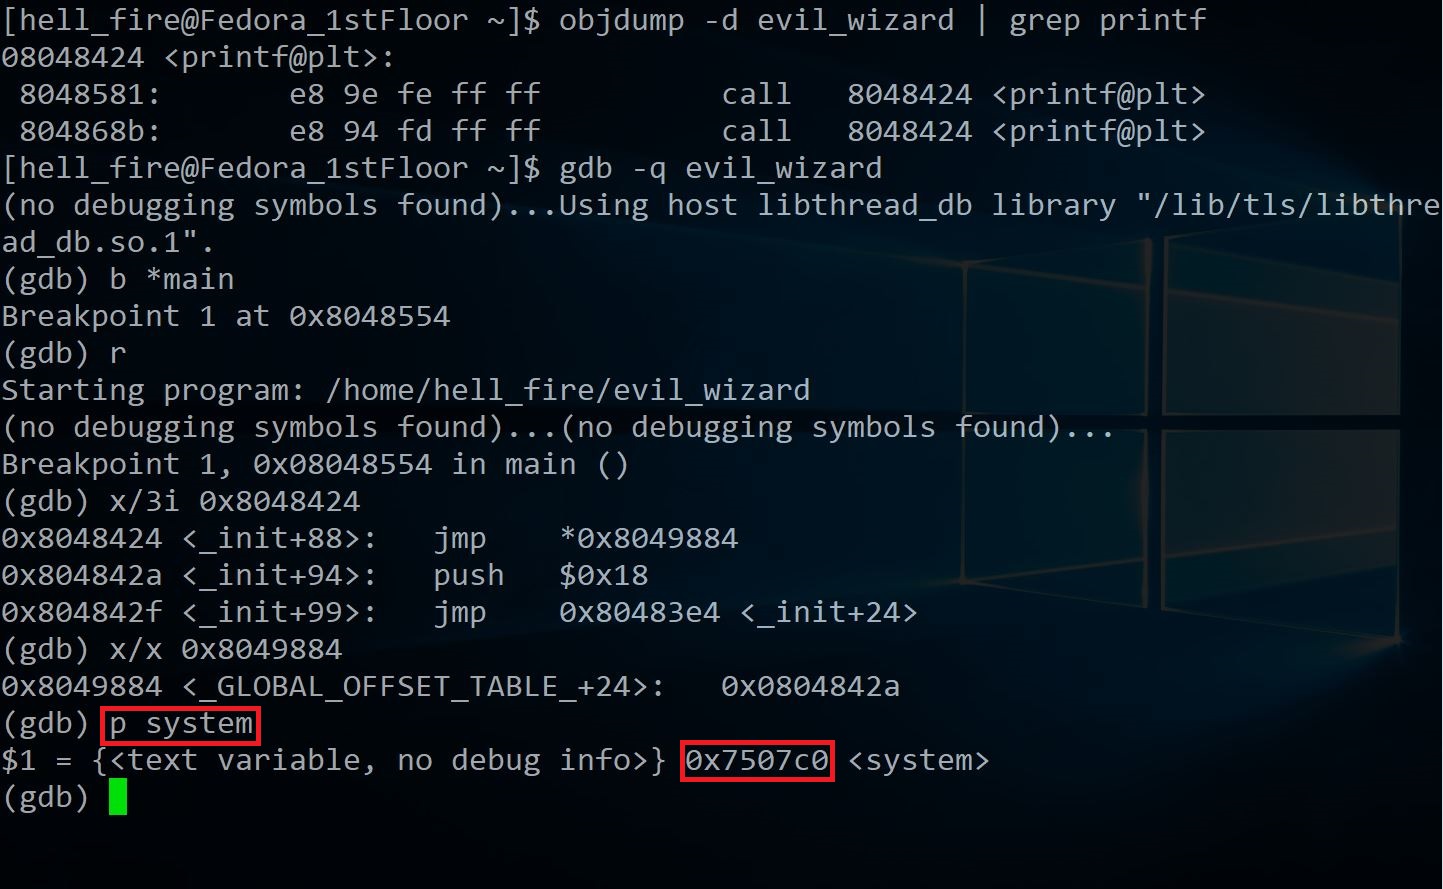 [hell_fire@Fedora_1stFloor ~]$ objdump -d evil_wizard | grep printf
08048424 <printf@plt>:
 8048581:       e8 9e fe ff ff          call   8048424 <printf@plt>
 804868b:       e8 94 fd ff ff          call   8048424 <printf@plt>
[hell_fire@Fedora_1stFloor ~]$ gdb -q evil_wizard
(no debugging symbols found)...Using host libthread_db library "/lib/tls/libthre
ad_db.so.1".
(gdb) b *main
Breakpoint 1 at 0x8048554
(gdb) r
Starting program: /home/hell_fire/evil_wizard
(no debugging symbols found)...(no debugging symbols found)...
Breakpoint 1, 0x08048554 in main ()
(gdb) x/3i 0x8048424
0x8048424 <_init+88>:   jmp    *0x8049884
0x804842a <_init+94>:   push   $0x18
0x804842f <_init+99>:   jmp    0x80483e4 <_init+24>
(gdb) x/x 0x8049884
0x8049884 <_GLOBAL_OFFSET_TABLE_+24>:   0x0804842a
(gdb) p system
$1 = {<text variable, no debug info>} 0x7507c0 <system>
(gdb)